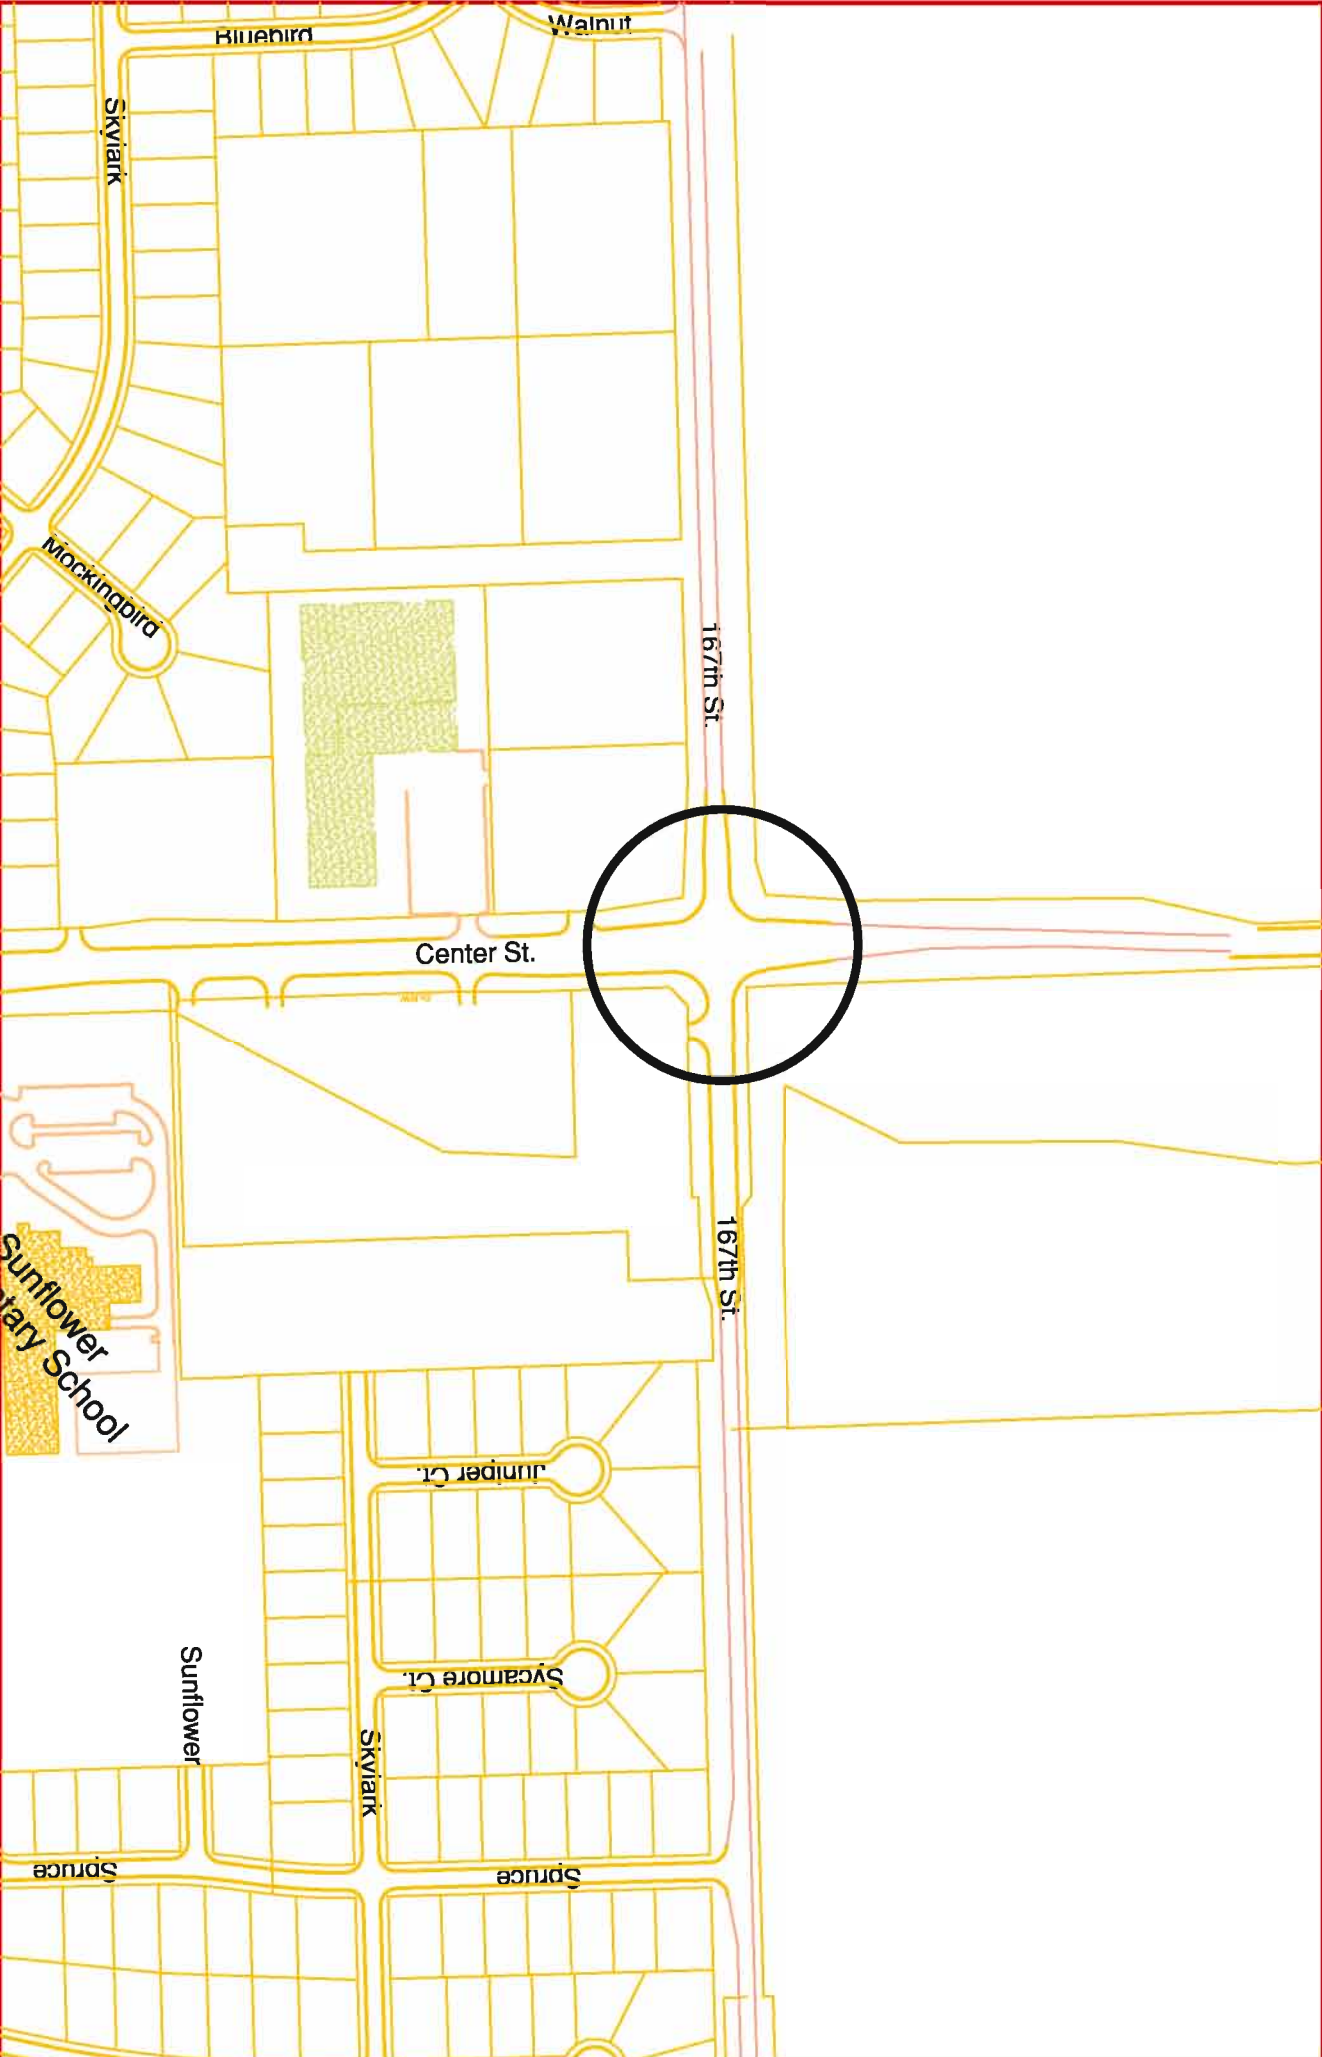 Bluebird
Walnut
Skylark
Mockingbird
167th St.
Center St.
167th St.
Sunflower
tary School
Juniper Ct.
Sycamore Ct.
Sunflower
Skylark
Spruce
Spruce